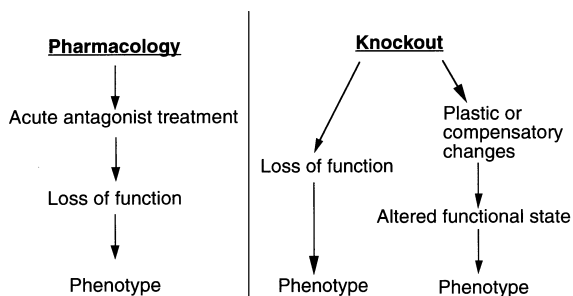 Pharmacology
Acute antagonist treatment
Loss of function
Phenotype
Knockout
Loss of function
Phenotype
Plastic or
compensatory
changes
Altered functional state
Phenotype